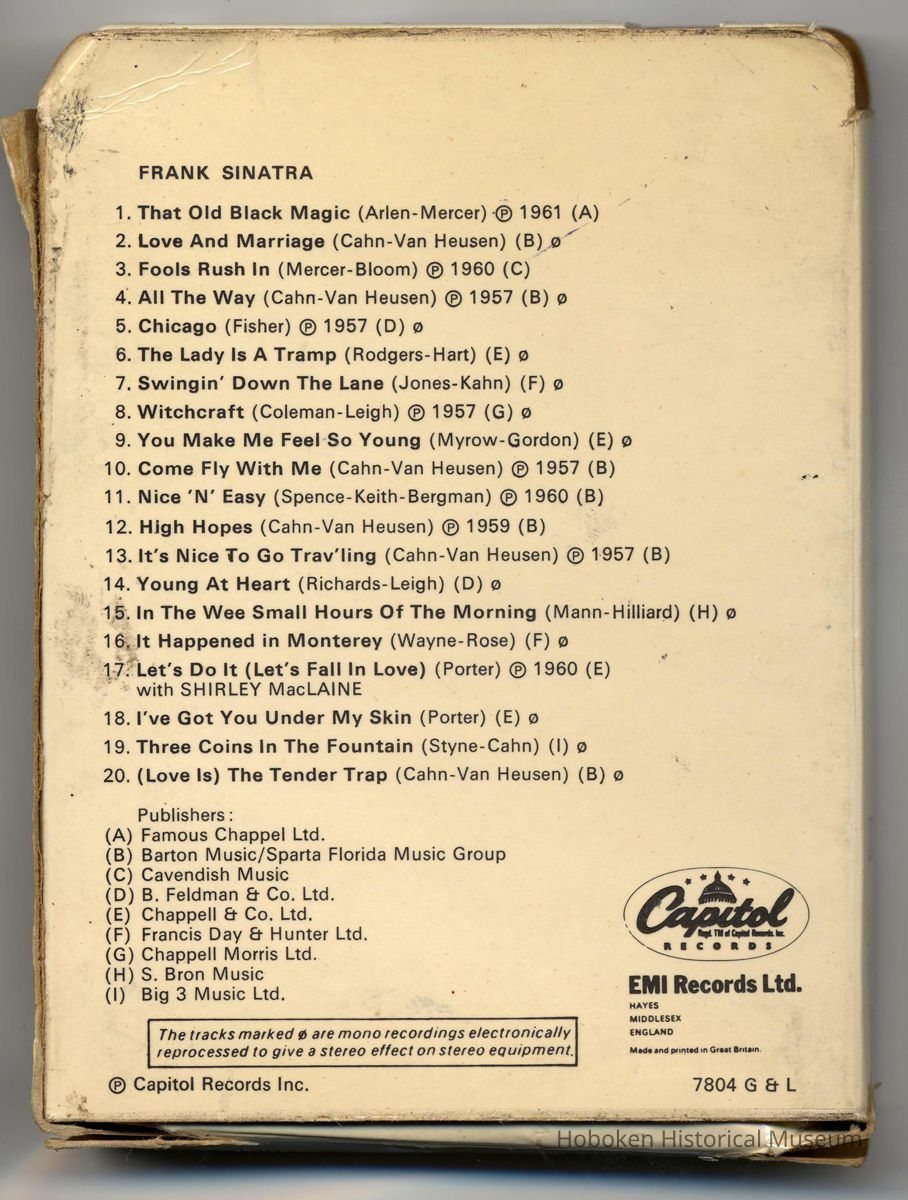 FRANK SINATRA
1. That Old Black Magic (Arlen-Mercer) ℗ 1961 (A)
2. Love And Marriage (Cahn-Van Heusen) (B) ø
3. Fools Rush In (Mercer-Bloom) ℗ 1960 (C)
4. All The Way (Cahn-Van Heusen) ℗ 1957 (B) ø
5. Chicago (Fisher) ℗ 1957 (D) ø
6. The Lady Is A Tramp (Rodgers-Hart) (E) ø
7. Swingin' Down The Lane (Jones-Kahn) (F) ø
8. Witchcraft (Coleman-Leigh) ℗ 1957 (G) ø
9. You Make Me Feel So Young (Myrow-Gordon) (E) ø
10. Come Fly With Me (Cahn-Van Heusen) ℗ 1957 (B)
11. Nice 'N' Easy (Spence-Keith-Bergman) ℗ 1960 (B)
12. High Hopes (Cahn-Van Heusen) ℗ 1959 (B)
13. It's Nice To Go Trav'ling (Cahn-Van Heusen) ℗ 1957 (B)
14. Young At Heart (Richards-Leigh) (D) ø
15. In The Wee Small Hours Of The Morning (Mann-Hilliard) (H) ø
16. It Happened in Monterey (Wayne-Rose) (F) ø
17. Let's Do It (Let's Fall In Love) (Porter) ℗ 1960 (E)
with SHIRLEY MacLAINE
18. I've Got You Under My Skin (Porter) (E) ø
19. Three Coins In The Fountain (Styne-Cahn) (I) ø
20. (Love Is) The Tender Trap (Cahn-Van Heusen) (B) ø
Publishers:
(A) Famous Chappel Ltd.
(B) Barton Music/Sparta Florida Music Group
(C) Cavendish Music
(D) B. Feldman & Co. Ltd.
(E) Chappell & Co. Ltd.
(F) Francis Day & Hunter Ltd.
(G) Chappell Morris Ltd.
(H) S. Bron Music
(I) Big 3 Music Ltd.
Capitol
Regd. TM of Capitol Records. Inc.
RECORDS
EMI Records Ltd.
HAYES
MIDDLESEX
ENGLAND
Made and printed in Great Britain.
The tracks marked ø are mono recordings electronically
reprocessed to give a stereo effect on stereo equipment.
℗ Capitol Records Inc.
7804 G & L
Hoboken Historical Museum